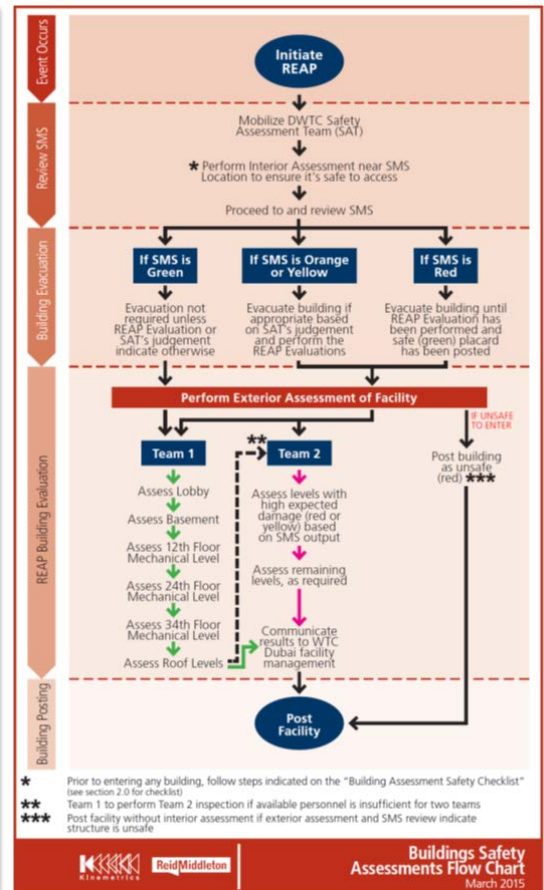 Event Occurs
Initiate
REAP
Review SMS
Mobilize DWTC Safety
Assessment Team (SAT)
* Perform Interior Assessment near SMS
Location to ensure it's safe to access
Proceed to and review SMS
Building Evacuation
If SMS is
Green
If SMS is Orange
or Yellow
If SMS is
Red
Evacuation not
required unless
REAP Evaluation or
SAT's judgement
indicate otherwise
Evacuate building if
appropriate based
on SAT's judgement
and perform the
REAP Evaluations
Evacuate building until
REAP Evaluation has
been performed and
safe (green) placard
has been posted
REAP Building Evaluation
Perform Exterior Assessment of Facility
IF UNSAFE
TO ENTER
Team 1
**
Team 2
Post building
as unsafe
(red) ***
Assess Lobby
Assess Basement
Assess 12th Floor
Mechanical Level
Assess 24th Floor
Mechanical Level
Assess 34th Floor
Mechanical Level
Assess Roof Levels
Assess levels with
high expected
damage (red or
yellow) based
on SMS output
Assess remaining
levels, as required
Communicate
results to WTC
Dubai facility
management
Building Posting
Post
Facility
* Prior to entering any building, follow steps indicated on the "Building Assessment Safety Checklist"
(see section 2.0 for checklist)
** Team 1 to perform Team 2 inspection if available personnel is insufficient for two teams
*** Post facility without interior assessment if exterior assessment and SMS review indicate
structure is unsafe
Kinemetrics
ReidMiddleton
Buildings Safety
Assessments Flow Chart
March 2015